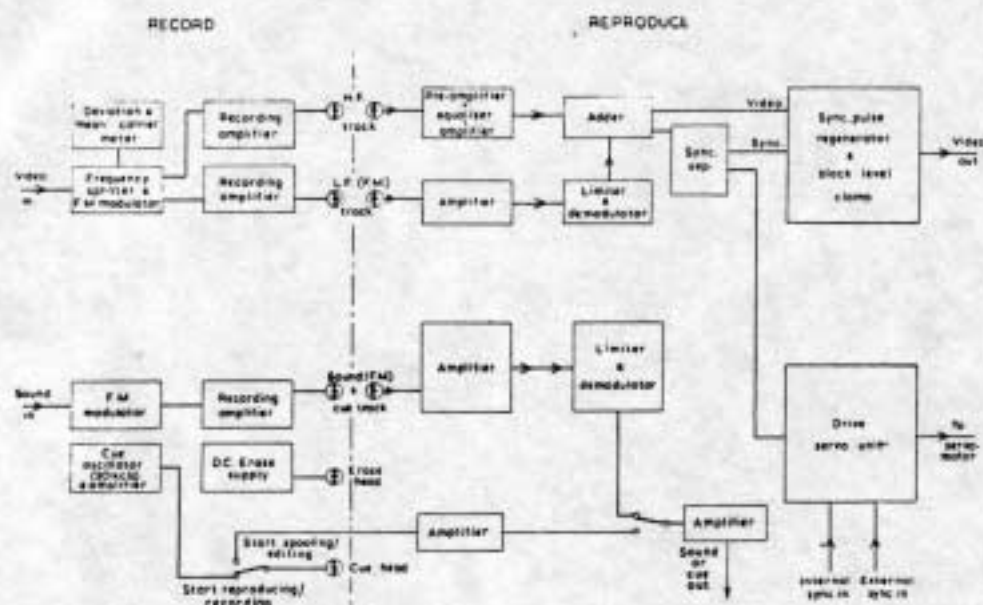 RECORD
REPRODUCE
Deviation &
mean carrier
meter
Recording
amplifier
H.F.
track
Pre-amplifier
equaliser
amplifier
Adder
Video
Sync. pulse
regenerator
&
black level
clamp
Video
out
Video
in
Frequency
splitter &
F.M modulator
Recording
amplifier
L.F. (F.M)
track
Amplifier
Limiter
&
demodulator
Sync.
sep.
Sync.
Sound
in
F.M
modulator
Recording
amplifier
Sound (F.M)
&
cue track
Amplifier
Limiter
&
demodulator
Drive
servo unit
To
servo-
motor
Cue
oscillator
& amplifier
D.C. Erase
supply
Erase
head
Start spooling/
editing
Start reproducing/
recording
Cue head
Amplifier
Amplifier
Sound
or
cue
out
Internal
sync in
External
sync in